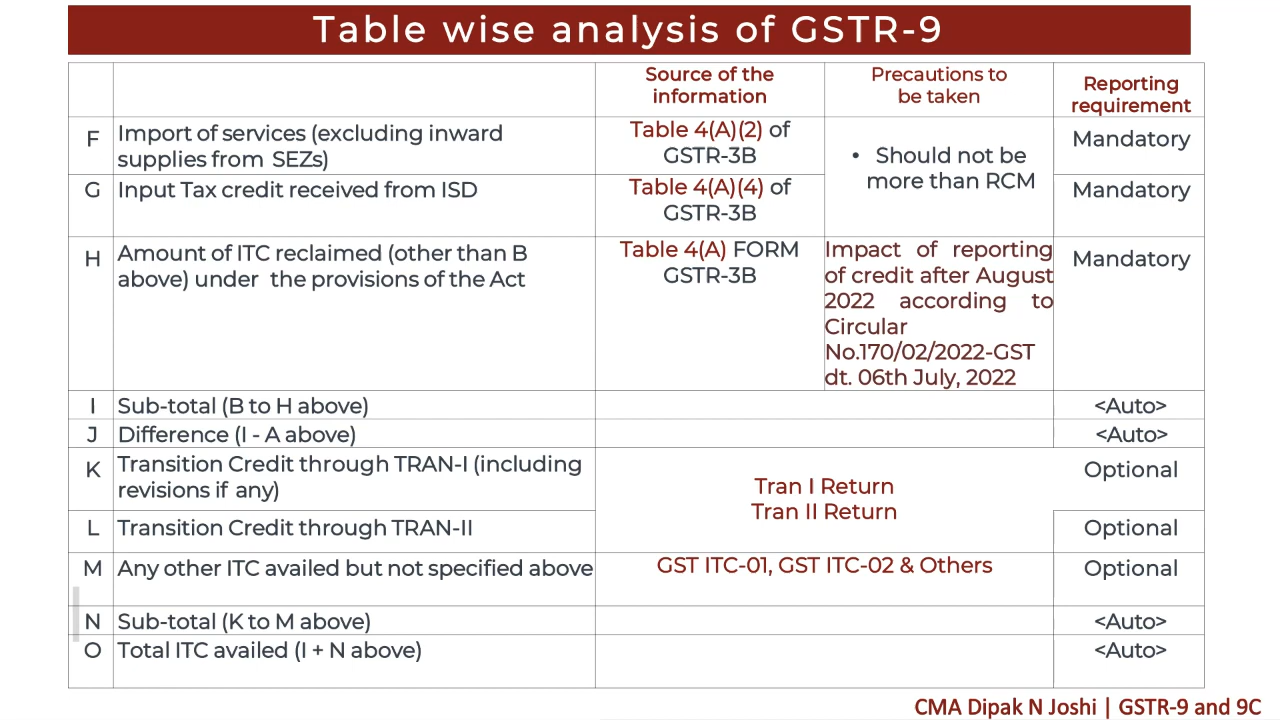 Table wise analysis of GSTR-9
Source of the
information
Precautions to
be taken
Reporting
requirement
F
Import of services (excluding inward
supplies from SEZs)
Table 4(A)(2) of
GSTR-3B
• Should not be
more than RCM
Mandatory
G
Input Tax credit received from ISD
Table 4(A)(4) of
GSTR-3B
Mandatory
H
Amount of ITC reclaimed (other than B
above) under the provisions of the Act
Table 4(A) FORM
GSTR-3B
Impact of reporting
of credit after August
2022 according to
Circular
No.170/02/2022-GST
dt. 06th July, 2022
Mandatory
I
Sub-total (B to H above)
<Auto>
J
Difference (I - A above)
<Auto>
K
Transition Credit through TRAN-I (including
revisions if any)
Tran I Return
Tran II Return
Optional
L
Transition Credit through TRAN-II
Optional
M
Any other ITC availed but not specified above
GST ITC-01, GST ITC-02 & Others
Optional
N
Sub-total (K to M above)
<Auto>
O
Total ITC availed (I + N above)
<Auto>
CMA Dipak N Joshi | GSTR-9 and 9C